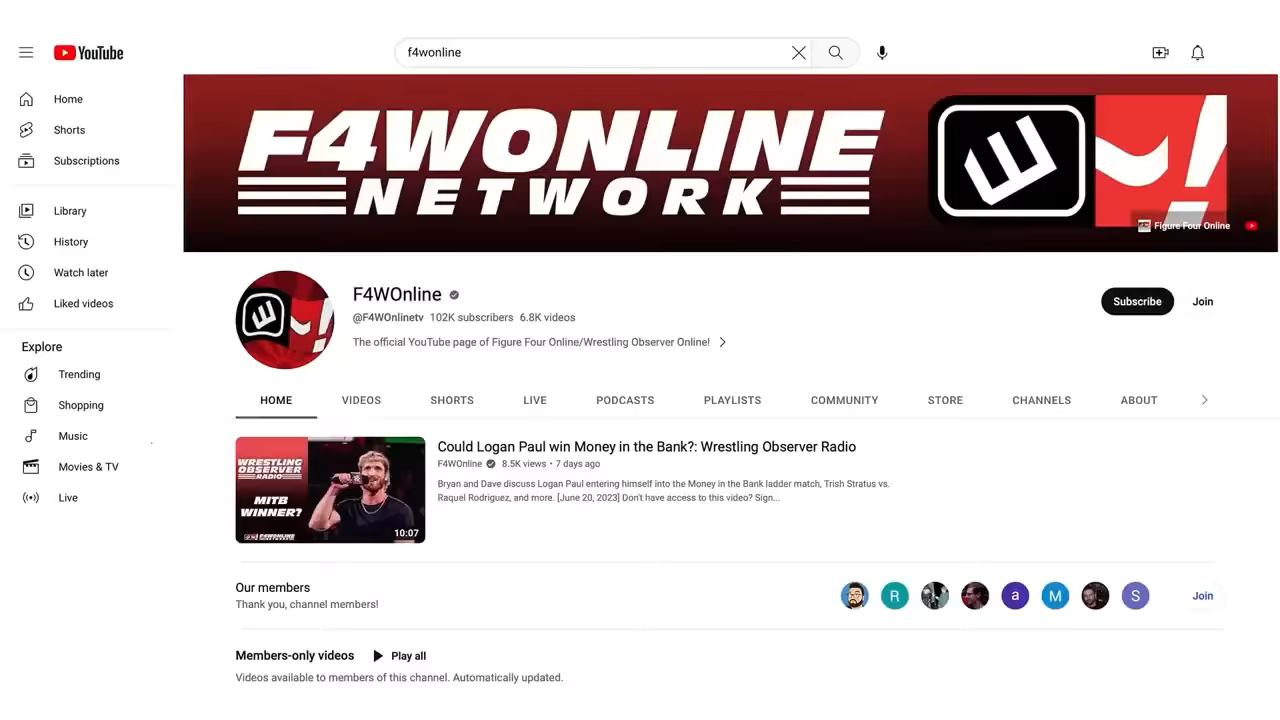 YouTube
f4wonline
Home
Shorts
Subscriptions
Library
History
Watch later
Liked videos
Explore
Trending
Shopping
Music
Movies & TV
Live
F4WONLINE
NETWORK
Figure Four Online
F4WOnline
@F4WOnlinetv 102K subscribers 6.8K videos
The official YouTube page of Figure Four Online/Wrestling Observer Online!
Subscribe
Join
HOME VIDEOS SHORTS LIVE PODCASTS PLAYLISTS COMMUNITY STORE CHANNELS ABOUT
WRESTLING
OBSERVER
RADIO
MITB
WINNER?
F4WONLINE
NETWORK
10:07
Could Logan Paul win Money in the Bank?: Wrestling Observer Radio
F4WOnline 8.5K views • 7 days ago
Bryan and Dave discuss Logan Paul entering himself into the Money in the Bank ladder match, Trish Stratus vs.
Raquel Rodriguez, and more. [June 20, 2023] Don't have access to this video? Sign...
Our members
Thank you, channel members!
R a M S
Join
Members-only videos Play all
Videos available to members of this channel. Automatically updated.